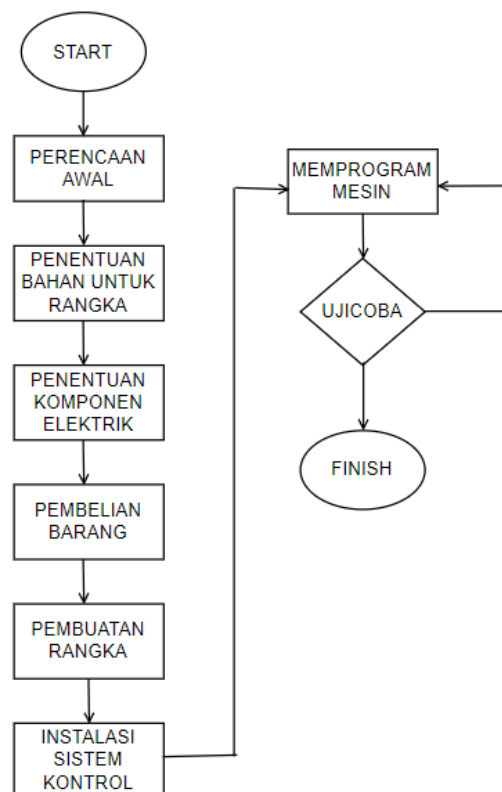 START
PERENCAAN
AWAL
PENENTUAN
BAHAN UNTUK
RANGKA
PENENTUAN
KOMPONEN
ELEKTRIK
PEMBELIAN
BARANG
PEMBUATAN
RANGKA
INSTALASI
SISTEM
KONTROL
MEMPROGRAM
MESIN
UJICOBA
FINISH